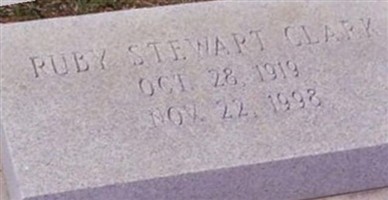 RUBY STEWART CLARK
OCT. 28, 1919
NOV. 22, 1998